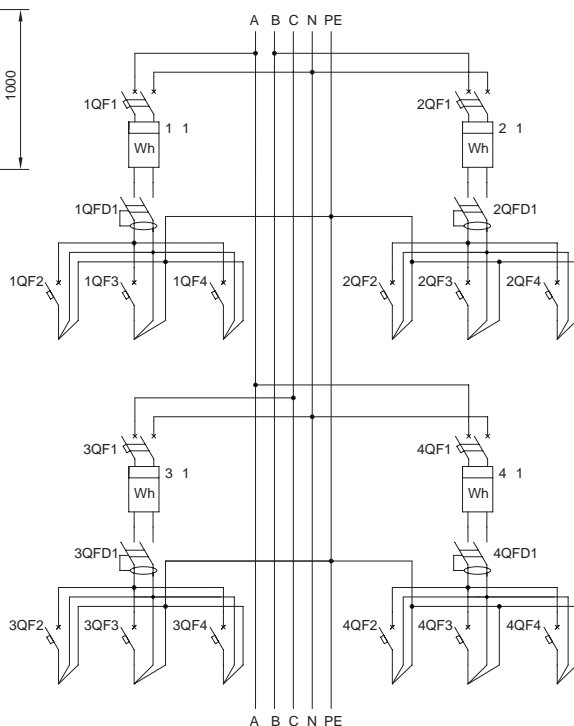 A B C N PE
1000
1QF1
2QF1
1 1
2 1
Wh
Wh
1QFD1
2QFD1
1QF2
1QF3
1QF4
2QF2
2QF3
2QF4
3QF1
4QF1
3 1
4 1
Wh
Wh
3QFD1
4QFD1
3QF2
3QF3
3QF4
4QF2
4QF3
4QF4
A B C N PE